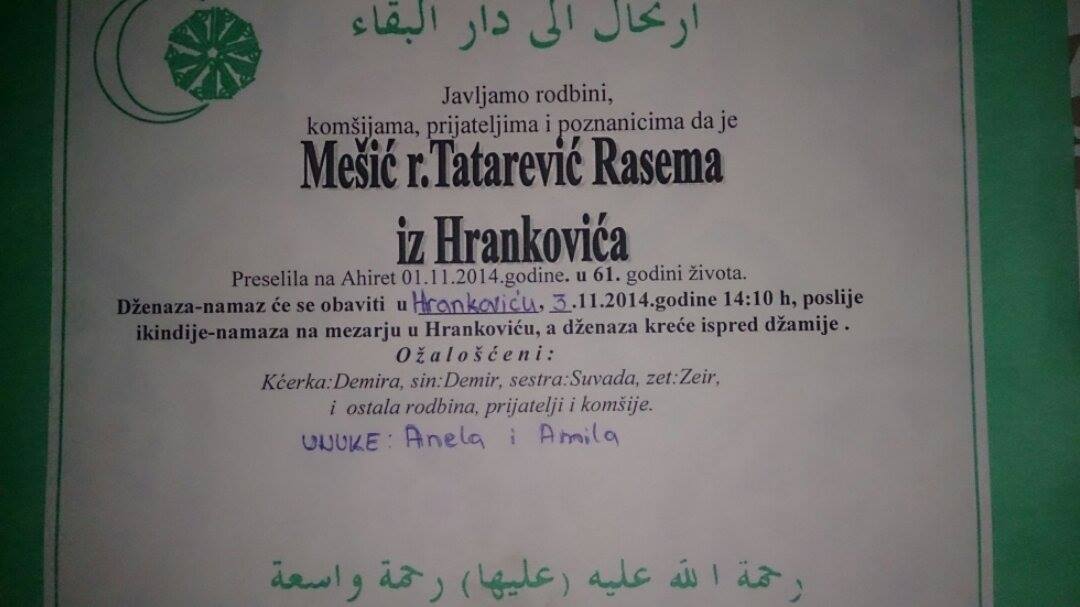 ارتحال الى دار البقاء
Javljamo rodbini,
komšijama, prijateljima i poznanicima da je
Mešić r.Tatarević Rasema
iz Hrankovića
Preselila na Ahiret 01.11.2014.godine. u 61. godini života.
Dženaza-namaz će se obaviti u Hrankoviću, 3.11.2014.godine 14:10 h, poslije
ikindije-namaza na mezarju u Hrankoviću, a dženaza kreće ispred džamije .
Ožalošćeni:
Kćerka:Demira, sin:Demir, sestra:Suvada, zet:Zeir,
i ostala rodbina, prijatelji i komšije.
UNUKE: Anela i Amila
رحمة الله عليه (عليها) رحمة واسعة